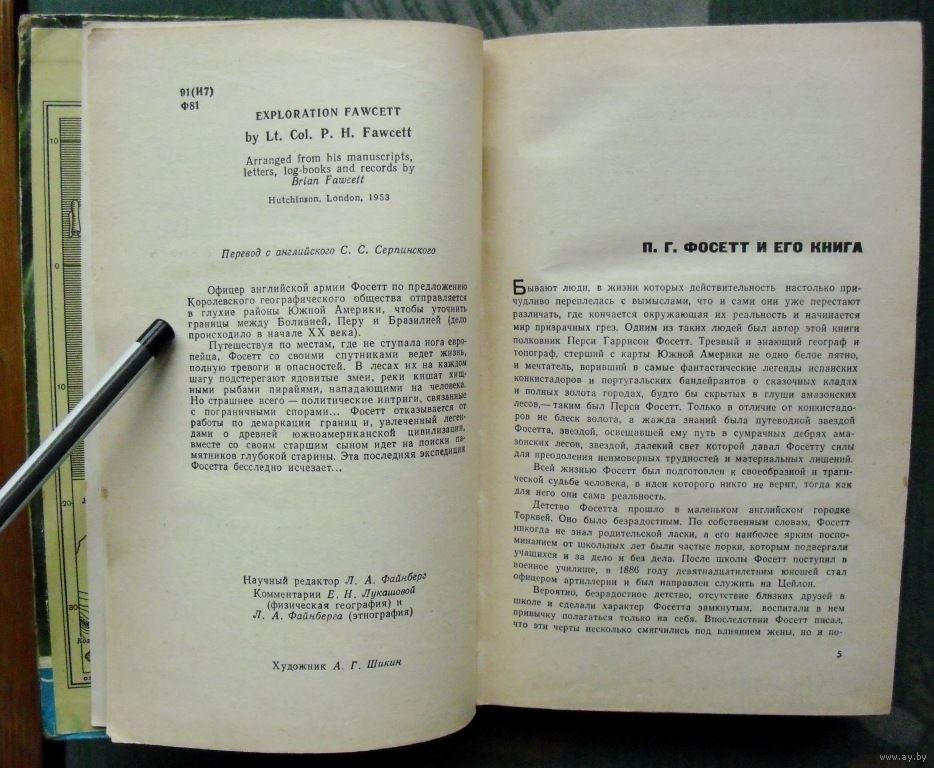 91(И7)
Ф81
EXPLORATION FAWCETT
by Lt. Col. P. H. Fawcett
Arranged from his manuscripts,
letters, log-books and records by
Brian Fawcett
Hutchinson, London, 1953
Перевод с английского С. С. Серпинского
Офицер английской армии Фосетт по предложению
Королевского географического общества отправляется
в глухие районы Южной Америки, чтобы уточнить
границы между Боливией, Перу и Бразилией (дело
происходило в начале XX века).
Путешествуя по местам, где не ступала нога евро-
пейца, Фосетт со своими спутниками ведет жизнь,
полную тревоги и опасностей. В лесах их на каждом
шагу подстерегают ядовитые змеи, реки кишат хищ-
ными рыбами пирайями, нападающими на человека.
Но страшнее всего — политические интриги, связанные
с пограничными спорами... Фосетт отказывается от
работы по демаркации границ и, увлеченный леген-
дами о древней южноамериканской цивилизации,
вместе со своим старшим сыном идет на поиски па-
мятников глубокой старины. Эта последняя экспедиция
Фосетта бесследно исчезает...
Научный редактор Л. А. Файнберг
Комментарии Е. Н. Лукашовой
(физическая география) и
Л. А. Файнберга (этнография)
Художник А. Г. Шикин
П. Г. ФОСЕТТ И ЕГО КНИГА
Бывают люди, в жизни которых действительность настолько при-
чудливо переплелась с вымыслами, что и сами они уже перестают
различать, где кончается окружающая их реальность и начинается
мир призрачных грез. Одним из таких людей был автор этой книги
полковник Перси Гаррисон Фосетт. Трезвый и знающий географ и
топограф, стерший с карты Южной Америки не одно белое пятно,
и мечтатель, веривший в самые фантастические легенды испанских
конкистадоров и португальских бандейрантов о сказочных кладах
и полных золота городах, будто бы скрытых в глуши амазонских
лесов,— таким был Перси Фосетт. Только в отличие от конкистадо-
ров не блеск золота, а жажда знаний была путеводной звездой
Фосетта, звездой, освещавшей ему путь в сумрачных дебрях ама-
зонских лесов, звездой, далекий свет которой давал Фосетту силы
для преодоления неимоверных трудностей и материальных лишений.
Всей жизнью Фосетт был подготовлен к своеобразной и траги-
ческой судьбе человека, в идеи которого никто не верит, тогда как
для него они сама реальность.
Детство Фосетта прошло в маленьком английском городке
Торквей. Оно было безрадостным. По собственным словам, Фосетт
никогда не знал родительской ласки, а его наиболее ярким воспо-
минанием от школьных лет были частые порки, которым подвергали
учащихся и за дело и без дела. После школы Фосетт поступил в
военное училище, в 1886 году девятнадцатилетним юношей стал
офицером артиллерии и был направлен служить на Цейлон.
Вероятно, безрадостное детство, отсутствие близких друзей в
школе и сделали характер Фосетта замкнутым, воспитали в нем
привычку полагаться только на себя. Впоследствии Фосетт писал,
что эти черты несколько смягчились под влиянием жены, но и по-
5
www.ay.by